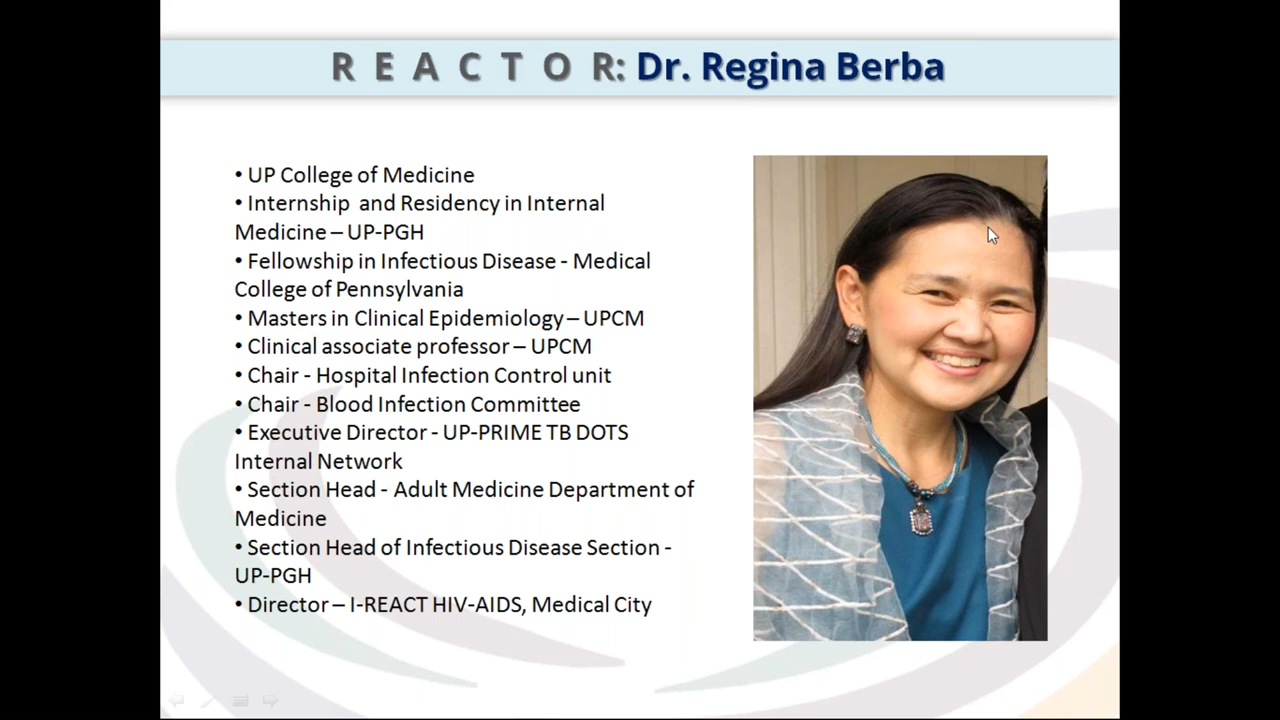 R E A C T O R: Dr. Regina Berba
• UP College of Medicine
• Internship and Residency in Internal
Medicine – UP-PGH
• Fellowship in Infectious Disease - Medical
College of Pennsylvania
• Masters in Clinical Epidemiology – UPCM
• Clinical associate professor – UPCM
• Chair - Hospital Infection Control unit
• Chair - Blood Infection Committee
• Executive Director - UP-PRIME TB DOTS
Internal Network
• Section Head - Adult Medicine Department of
Medicine
• Section Head of Infectious Disease Section -
UP-PGH
• Director – I-REACT HIV-AIDS, Medical City